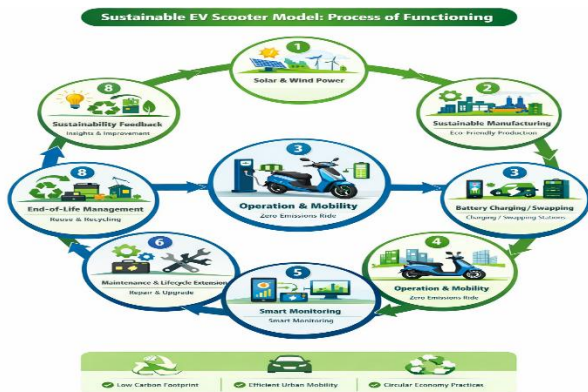 Sustainable EV Scooter Model: Process of Functioning
1
Solar & Wind Power
2
Sustainable Manufacturing
Eco-Friendly Production
3
Battery Charging/Swapping
Charging / Swapping Stations
4
Operation & Mobility
Zero Emissions Ride
5
Smart Monitoring
Smart Monitoring
6
Maintenance & Lifecycle Extension
Repair & Upgrade
8
End-of-Life Management
Reuse & Recycling
8
Sustainability Feedback
Insights & Improvement
3
Operation & Mobility
Zero Emissions Ride
Low Carbon Footprint
Efficient Urban Mobility
Circular Economy Practices